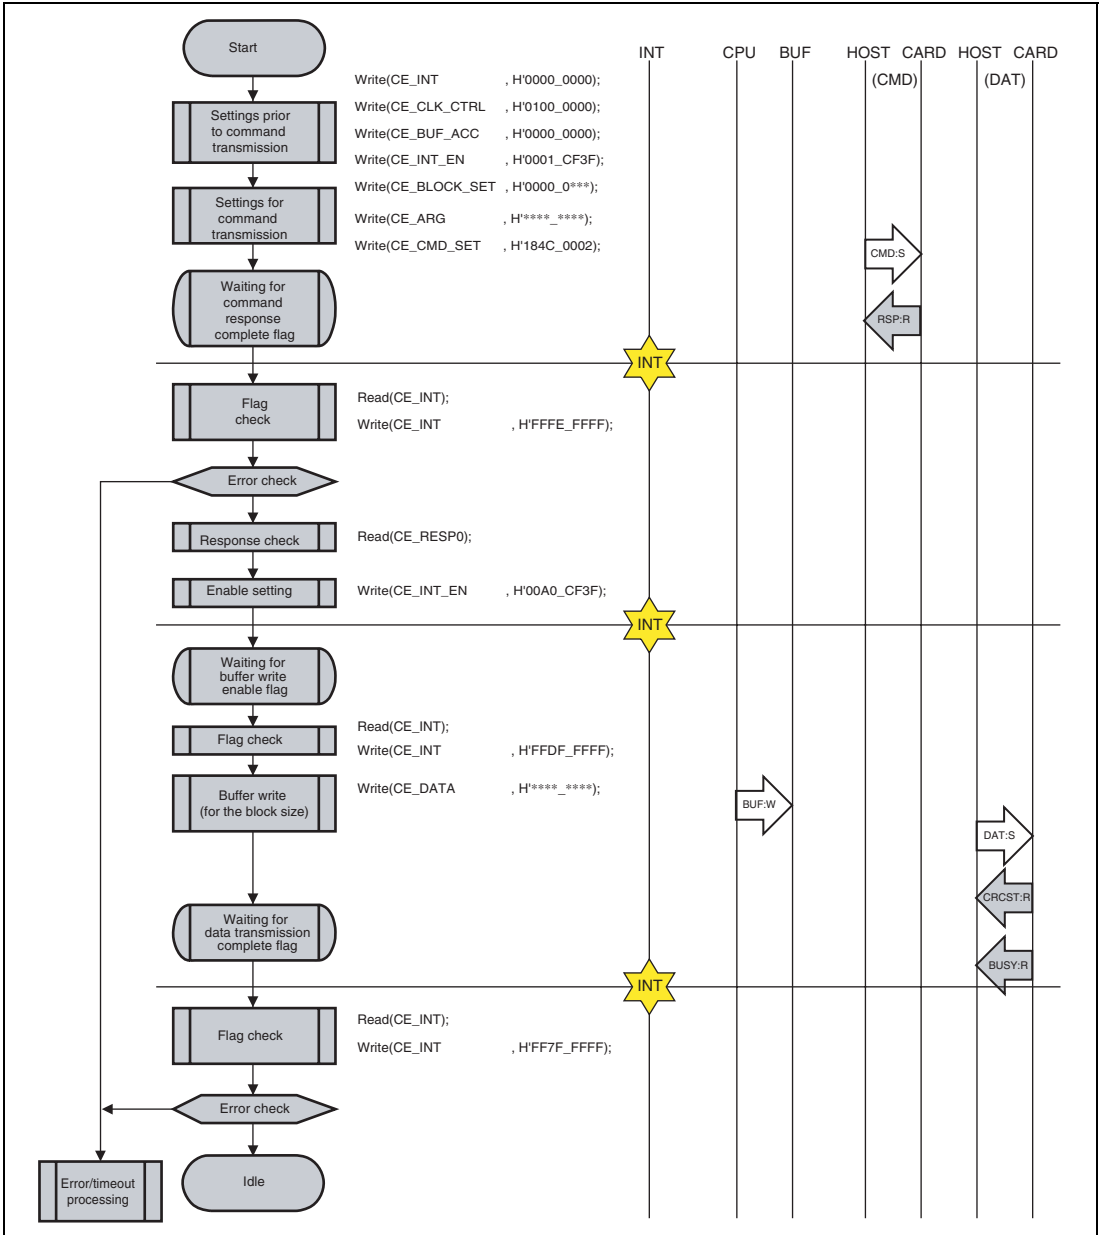 Start
INT CPU BUF HOST CARD HOST CARD
(CMD) (DAT)
Write(CE_INT , H'0000_0000);
Settings prior
to command
transmission
Write(CE_CLK_CTRL , H'0100_0000);
Write(CE_BUF_ACC , H'0000_0000);
Write(CE_INT_EN , H'0001_CF3F);
Write(CE_BLOCK_SET , H'0000_0***);
Settings for
command
transmission
Write(CE_ARG , H'****_****);
Write(CE_CMD_SET , H'184C_0002);
CMD:S
Waiting for
command
response
complete flag
RSP:R
INT
Flag
check
Read(CE_INT);
Write(CE_INT , H'FFFE_FFFF);
Error check
Response check
Read(CE_RESP0);
Enable setting
Write(CE_INT_EN , H'00A0_CF3F);
INT
Waiting for
buffer write
enable flag
Flag check
Read(CE_INT);
Write(CE_INT , H'FFDF_FFFF);
Buffer write
(for the block size)
Write(CE_DATA , H'****_****);
BUF:W
DAT:S
CRCST:R
Waiting for
data transmission
complete flag
BUSY:R
INT
Flag check
Read(CE_INT);
Write(CE_INT , H'FF7F_FFFF);
Error check
Error/timeout
processing
Idle